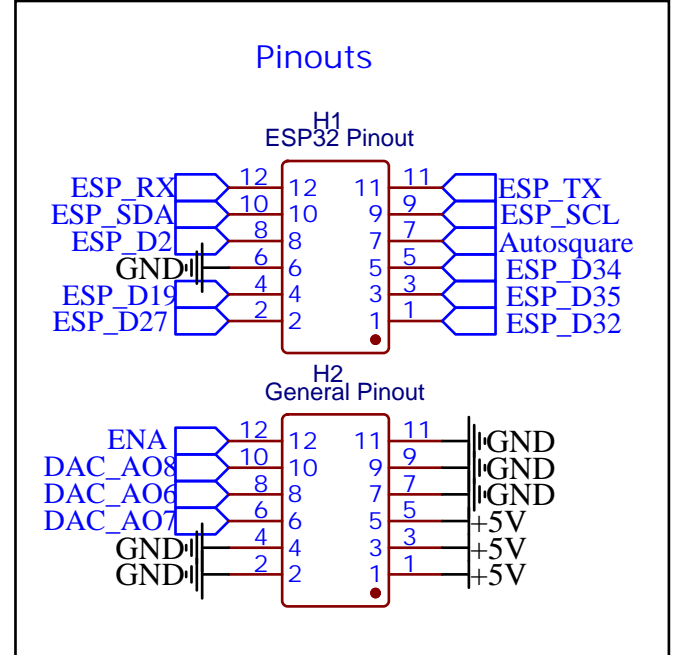 Pinouts
H1
ESP32 Pinout
ESP_RX 12 12 11 11 ESP_TX
ESP_SDA 10 10 9 9 ESP_SCL
ESP_D2 8 8 7 7 Autosquare
GND 6 6 5 5 ESP_D34
ESP_D19 4 4 3 3 ESP_D35
ESP_D27 2 2 1 1 ESP_D32
H2
General Pinout
ENA 12 12 11 11 GND
DAC_AO8 10 10 9 9 GND
DAC_AO6 8 8 7 7 GND
DAC_AO7 6 6 5 5 +5V
GND 4 4 3 3 +5V
GND 2 2 1 1 +5V